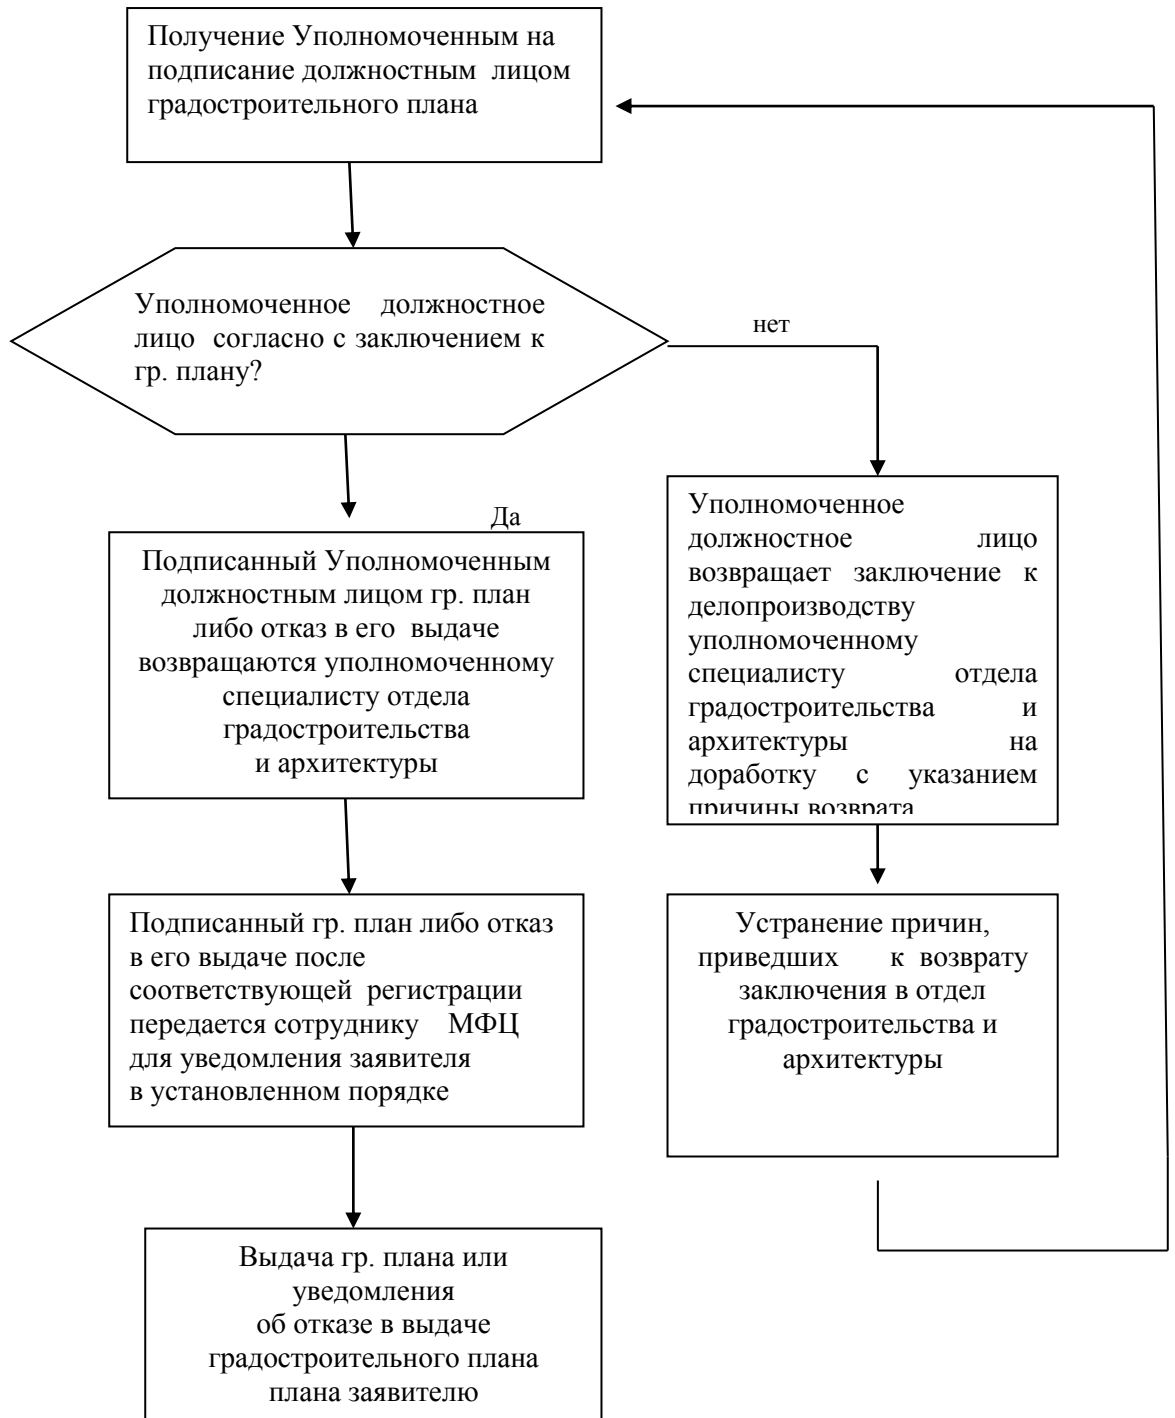 Получение Уполномоченным на
подписание должностным лицом
градостроительного плана
Уполномоченное должностное
лицо согласно с заключением к
гр. плану?
нет
Да
Подписанный Уполномоченным
должностным лицом гр. план
либо отказ в его выдаче
возвращаются уполномоченному
специалисту отдела
градостроительства
и архитектуры
Уполномоченное
должностное лицо
возвращает заключение к
делопроизводству
уполномоченному
специалисту отдела
градостроительства и
архитектуры на
доработку с указанием
причины возврата
Подписанный гр. план либо отказ
в его выдаче после
соответствующей регистрации
передается сотруднику МФЦ
для уведомления заявителя
в установленном порядке
Устранение причин,
приведших к возврату
заключения в отдел
градостроительства и
архитектуры
Выдача гр. плана или
уведомления
об отказе в выдаче
градостроительного плана
плана заявителю